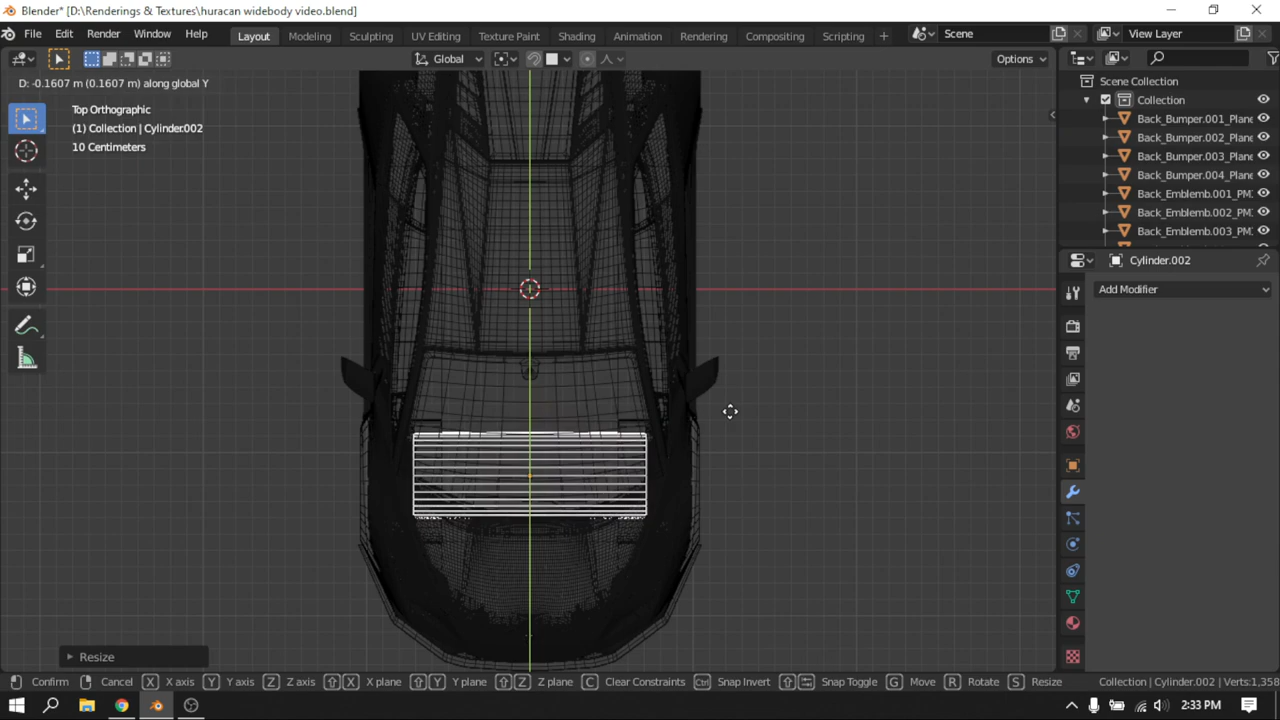 Blender* [D:\Renderings & Textures\huracan widebody video.blend]
File Edit Render Window Help
Layout Modeling Sculpting UV Editing Texture Paint Shading Animation Rendering Compositing Scripting
Scene
View Layer
Global
Options
D: -0.1607 m (0.1607 m) along global Y
Top Orthographic
(1) Collection | Cylinder.002
10 Centimeters
Scene Collection
Collection
Back_Bumper.001_Plane
Back_Bumper.002_Plane
Back_Bumper.003_Plane
Back_Bumper.004_Plane
Back_Emblemb.001_PM
Back_Emblemb.002_PM
Back_Emblemb.003_PM
Cylinder.002
Add Modifier
Resize
Confirm Cancel X X axis Y Y axis Z Z axis X X plane Y Y plane Z Z plane C Clear Constraints Ctrl Snap Invert Snap Toggle G Move R Rotate S Resize Collection | Cylinder.002 | Verts:1,358
2:33 PM